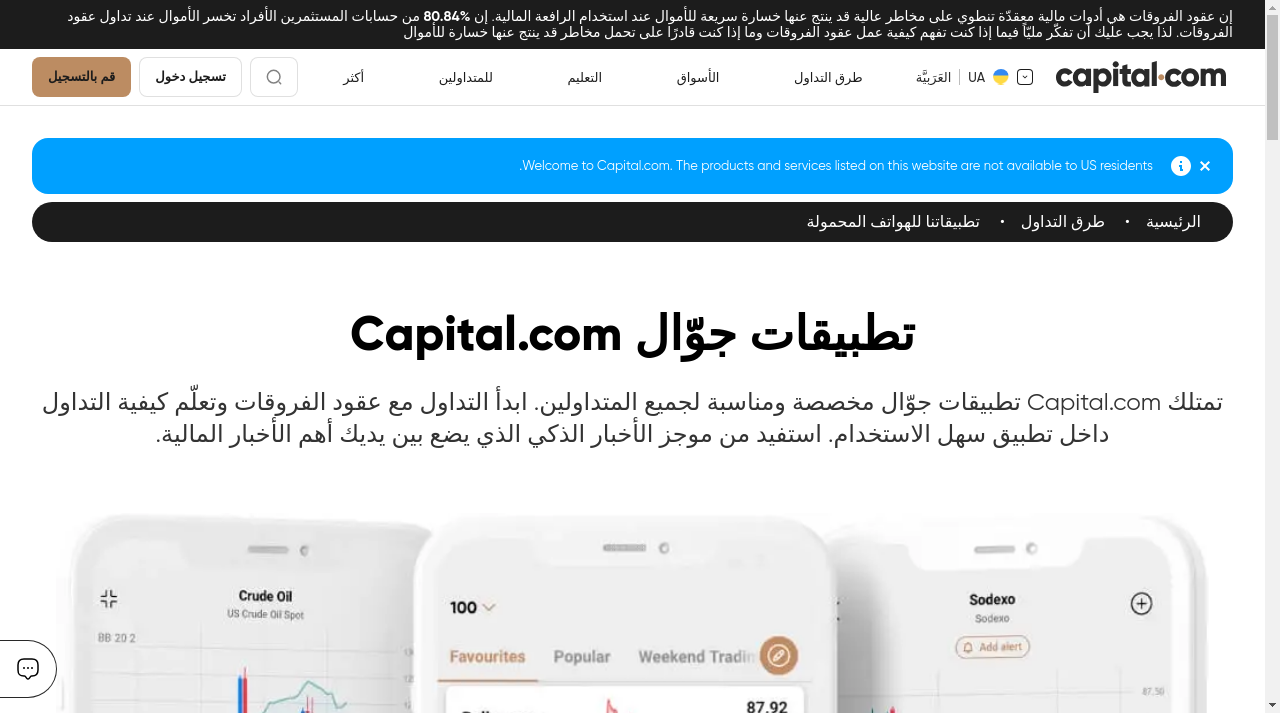 إن عقود الفروقات هي أدوات مالية معقدّة تنطوي على مخاطر عالية قد ينتج عنها خسارة سريعة للأموال عند استخدام الرافعة المالية. إن 80.84% من حسابات المستثمرين الأفراد تخسر الأموال عند تداول عقود
الفروقات. لذا يجب عليك أن تفكّر مليّاً فيما إذا كنت تفهم كيفية عمل عقود الفروقات وما إذا كنت قادرًا على تحمل مخاطر قد ينتج عنها خسارة للأموال
capital.com
UA
العَرَبيَّة
طرق التداول
الأسواق
التعليم
للمتداولين
أكثر
تسجيل دخول
قم بالتسجيل
Welcome to Capital.com. The products and services listed on this website are not available to US residents.
الرئيسية • طرق التداول • تطبيقاتنا للهواتف المحمولة
تطبيقات جوّال Capital.com
تمتلك Capital.com تطبيقات جوّال مخصصة ومناسبة لجميع المتداولين. ابدأ التداول مع عقود الفروقات وتعلّم كيفية التداول
داخل تطبيق سهل الاستخدام. استفيد من موجز الأخبار الذكي الذي يضع بين يديك أهم الأخبار المالية.
Crude Oil
US Crude Oil Spot
BB 20 2
100
Favourites Popular Weekend Tradin
87.92
Sodexo
Sodexo
Add alert
87.50